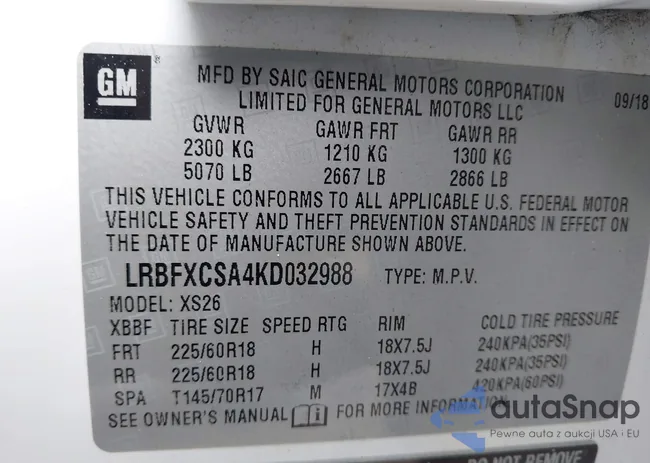 GM
MFD BY SAIC GENERAL MOTORS CORPORATION
LIMITED FOR GENERAL MOTORS LLC
09/18
GVWR GAWR FRT GAWR RR
2300 KG 1210 KG 1300 KG
5070 LB 2667 LB 2866 LB
THIS VEHICLE CONFORMS TO ALL APPLICABLE U.S. FEDERAL MOTOR
VEHICLE SAFETY AND THEFT PREVENTION STANDARDS IN EFFECT ON
THE DATE OF MANUFACTURE SHOWN ABOVE.
LRBFXCSA4KD032988 TYPE: M.P.V.
MODEL: XS26
XBBF TIRE SIZE SPEED RTG RIM COLD TIRE PRESSURE
FRT 225/60R18 H 18X7.5J 240KPA(35PSI)
RR 225/60R18 H 18X7.5J 240KPA(35PSI)
SPA T145/70R17 M 17X4B 420KPA(60PSI)
SEE OWNER'S MANUAL FOR MORE INFORMATION
autaSnap
Pewne auta z aukcji USA i EU
DO NOT REMOVE